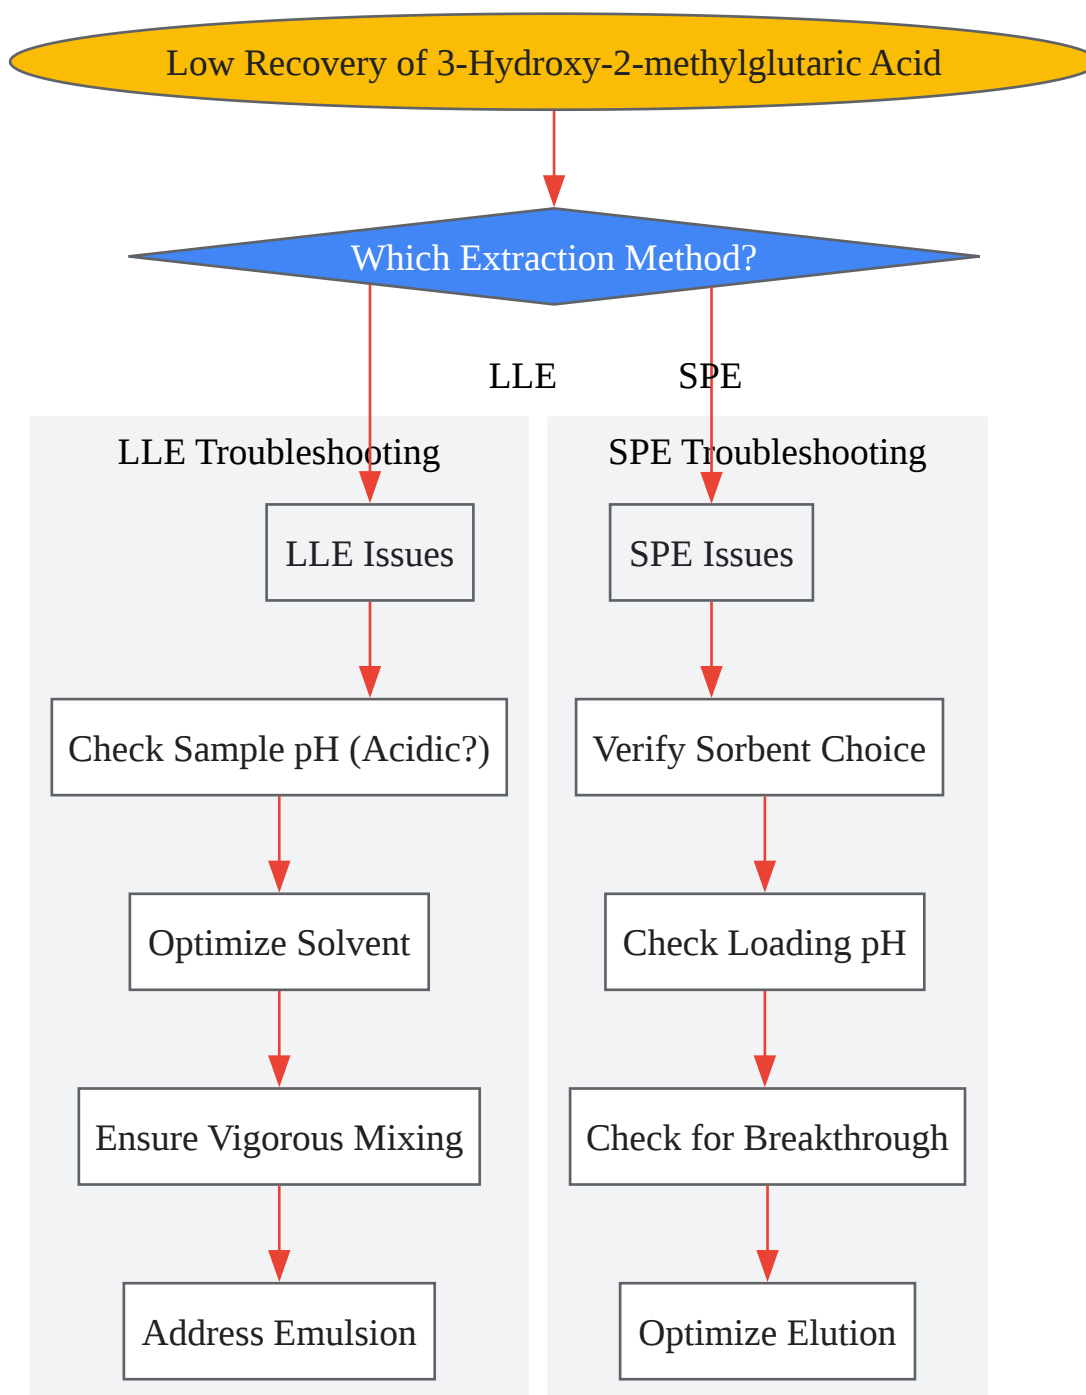 Low Recovery of 3-Hydroxy-2-methylglutaric Acid
Which Extraction Method?
LLE
SPE
LLE Troubleshooting
LLE Issues
Check Sample pH (Acidic?)
Optimize Solvent
Ensure Vigorous Mixing
Address Emulsion
SPE Troubleshooting
SPE Issues
Verify Sorbent Choice
Check Loading pH
Check for Breakthrough
Optimize Elution